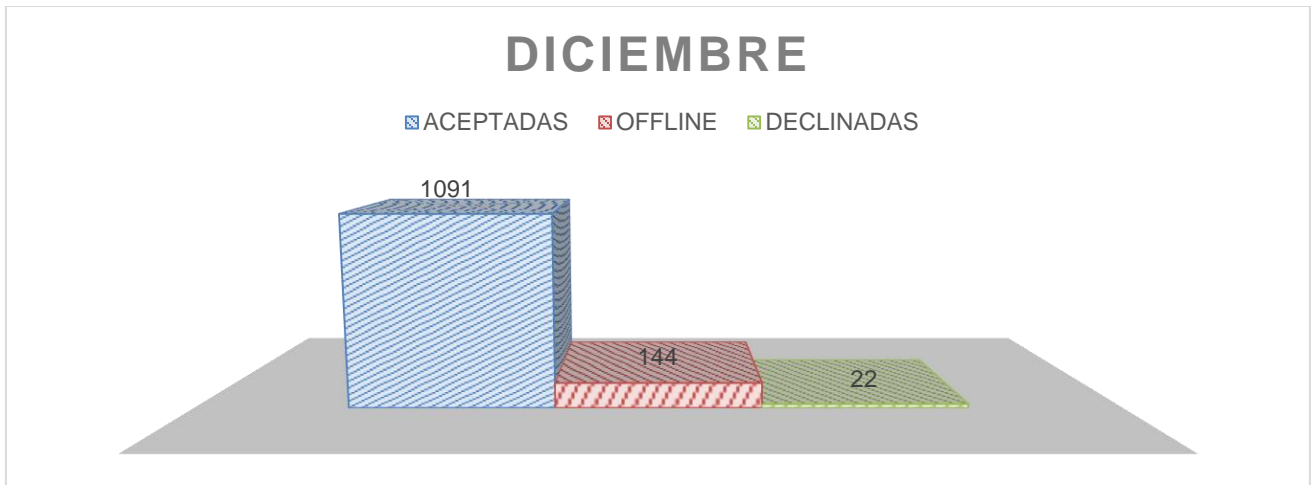 DICIEMBRE
ACEPTADAS OFFLINE DECLINADAS
1091
144
22